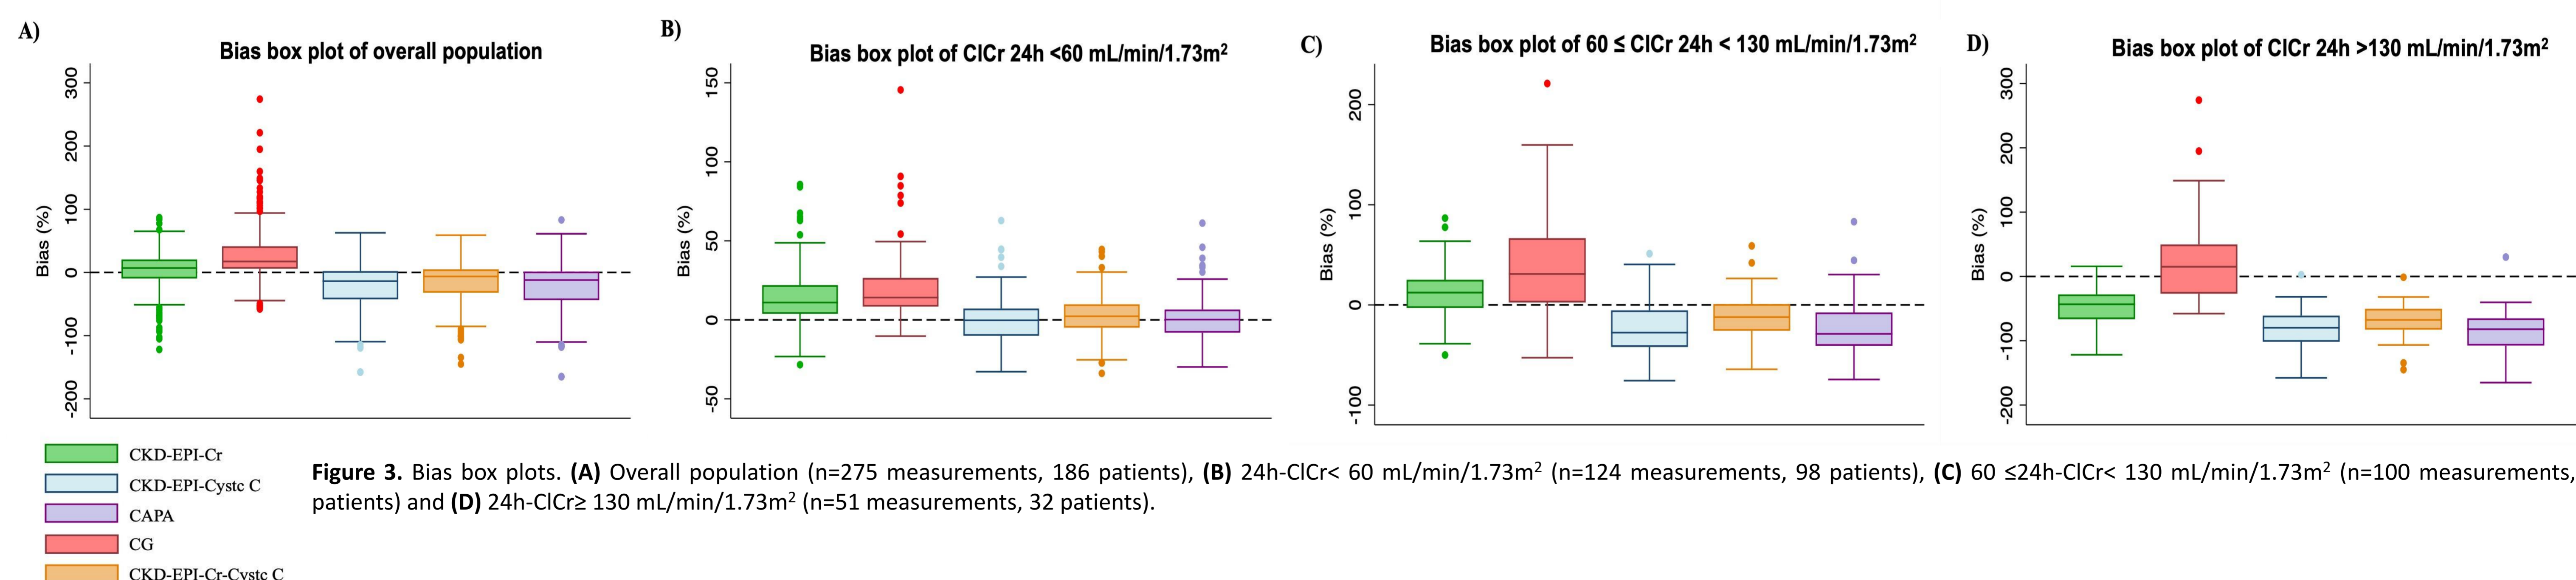 A)
Bias box plot of overall population
Bias (%)
300
200
100
0
-100
-200
B)
Bias box plot of ClCr 24h <60 mL/min/1.73m²
Bias (%)
150
100
50
0
-50
C)
Bias box plot of 60 ≤ ClCr 24h < 130 mL/min/1.73m²
Bias (%)
200
100
0
-100
D)
Bias box plot of ClCr 24h >130 mL/min/1.73m²
Bias (%)
300
200
100
0
-100
-200
CKD-EPI-Cr
CKD-EPI-Cystc C
CAPA
CG
CKD-EPI-Cr-Cystc C
Figure 3. Bias box plots. (A) Overall population (n=275 measurements, 186 patients), (B) 24h-ClCr< 60 mL/min/1.73m² (n=124 measurements, 98 patients), (C) 60 ≤24h-ClCr< 130 mL/min/1.73m² (n=100 measurements,
patients) and (D) 24h-ClCr≥ 130 mL/min/1.73m² (n=51 measurements, 32 patients).